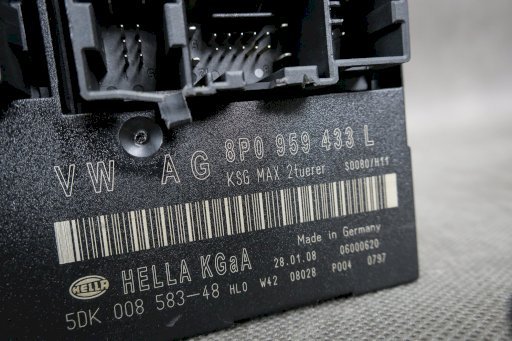 VW AG 8P0 959 433 L
KSG MAX 2tuerer S0080/H11
Made in Germany
HELLA HELLA KGaA 28.01.08 06000620
5DK 008 583-48 HL0 W42 08028 P004 0797